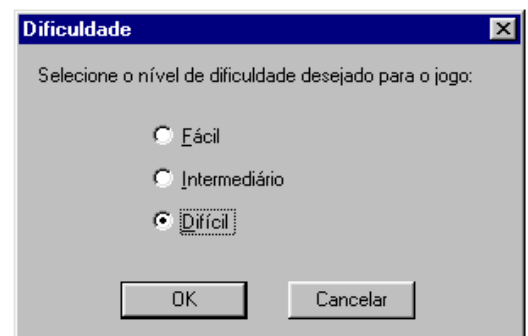 Dificuldade
Selecione o nível de dificuldade desejado para o jogo:
Fácil
Intermediário
Difícil
OK
Cancelar